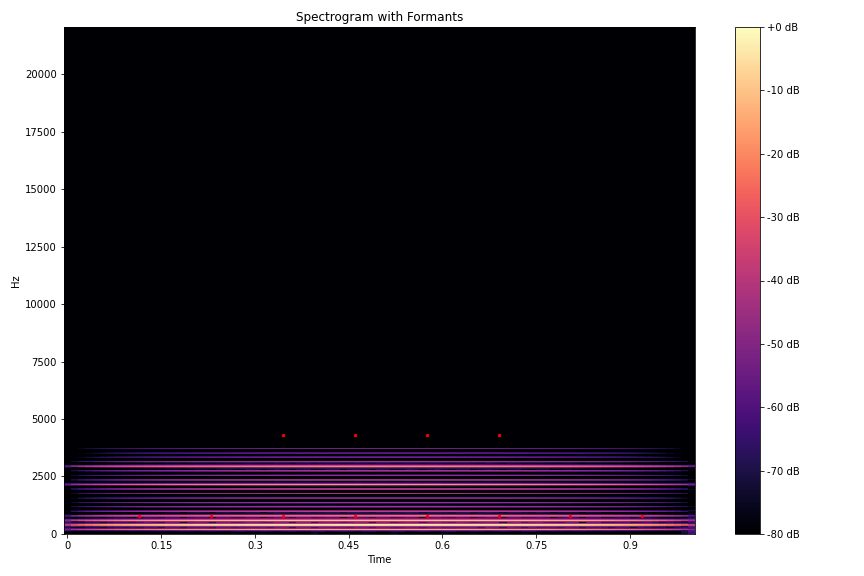 Spectrogram with Formants
Hz
20000
17500
15000
12500
10000
7500
5000
2500
0
0
0.15
0.3
0.45
0.6
0.75
0.9
Time
+0 dB
-10 dB
-20 dB
-30 dB
-40 dB
-50 dB
-60 dB
-70 dB
-80 dB